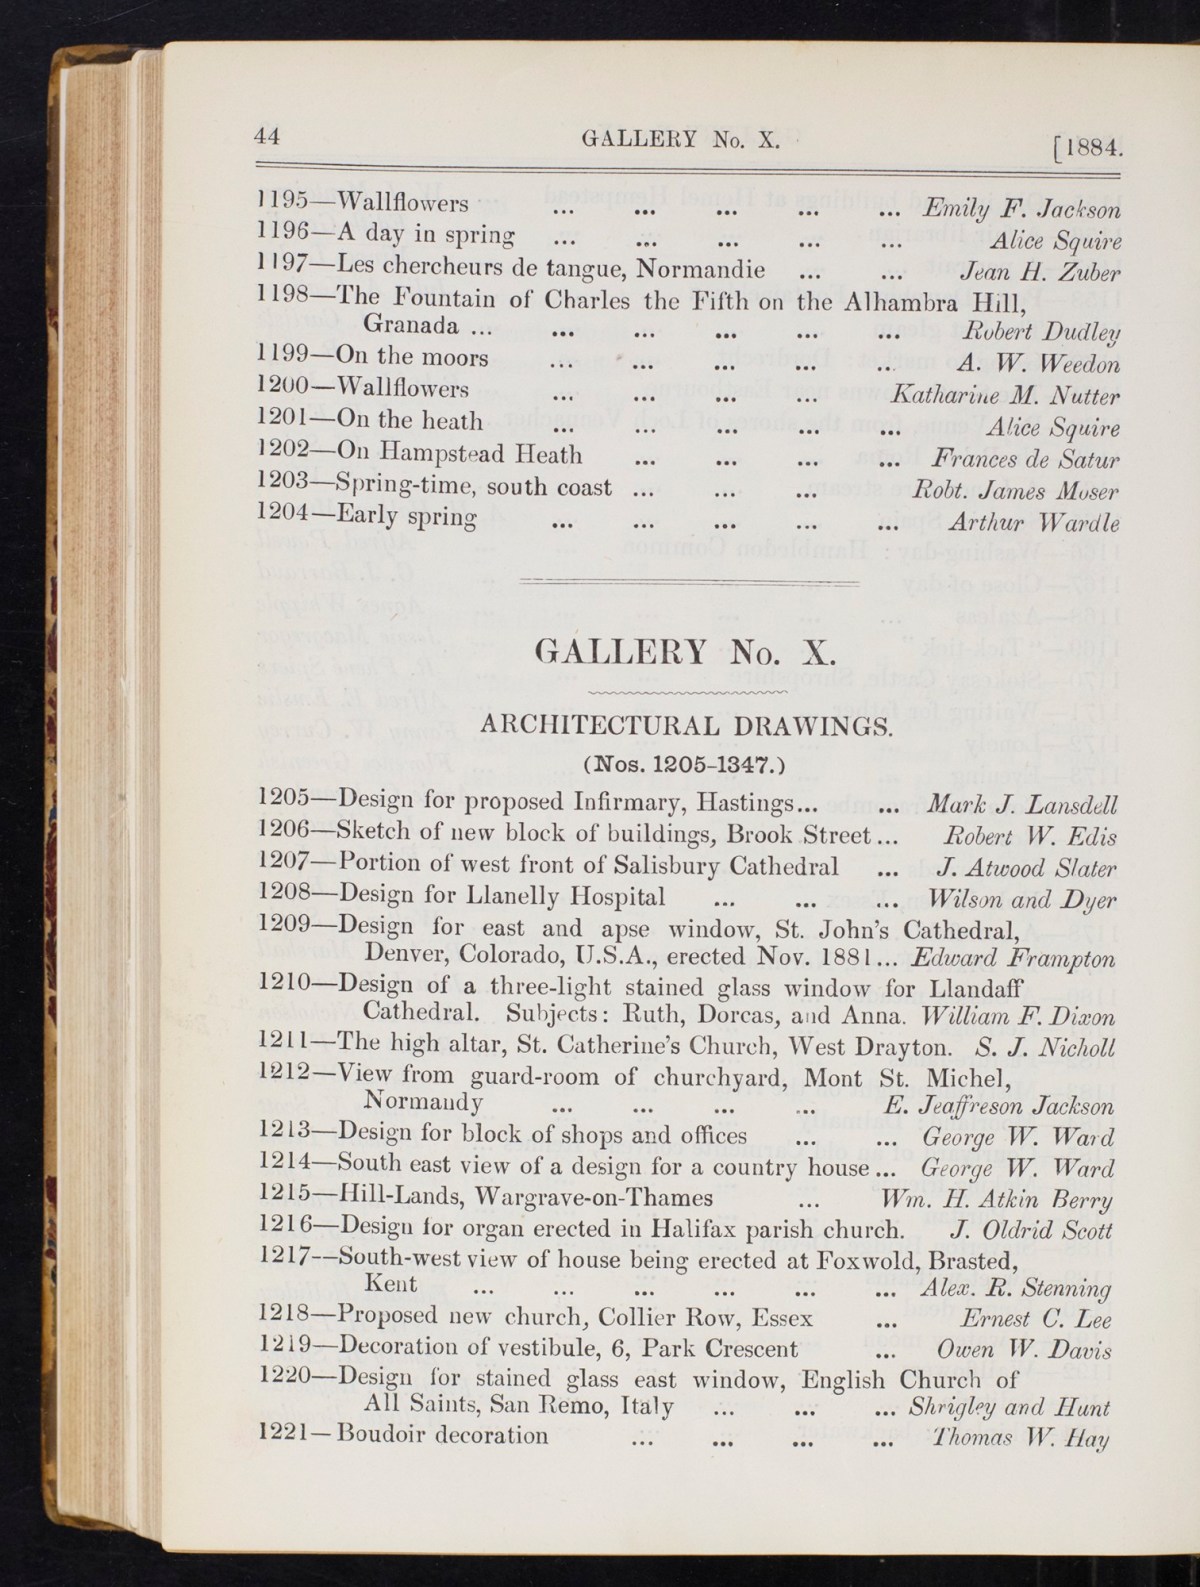 44 GALLERY No. X. [1884.
1195—Wallflowers ... ... ... ... ... Emily F. Jackson
1196—A day in spring ... ... ... ... ... Alice Squire
1197—Les chercheurs de tangue, Normandie ... ... Jean H. Zuber
1198—The Fountain of Charles the Fifth on the Alhambra Hill,
Granada ... ... ... ... ... ... Robert Dudley
1199—On the moors ... ... ... ... ... A. W. Weedon
1200—Wallflowers ... ... ... ... Katharine M. Nutter
1201—On the heath ... ... ... ... ... Alice Squire
1202—On Hampstead Heath ... ... ... ... Frances de Satur
1203—Spring-time, south coast ... ... ... Robt. James Moser
1204—Early spring ... ... ... ... ... Arthur Wardle
GALLERY No. X.
ARCHITECTURAL DRAWINGS.
(Nos. 1205-1347.)
1205—Design for proposed Infirmary, Hastings... ... Mark J. Lansdell
1206—Sketch of new block of buildings, Brook Street... Robert W. Edis
1207—Portion of west front of Salisbury Cathedral ... J. Atwood Slater
1208—Design for Llanelly Hospital ... ... ... Wilson and Dyer
1209—Design for east and apse window, St. John's Cathedral,
Denver, Colorado, U.S.A., erected Nov. 1881... Edward Frampton
1210—Design of a three-light stained glass window for Llandaff
Cathedral. Subjects: Ruth, Dorcas, and Anna. William F. Dixon
1211—The high altar, St. Catherine's Church, West Drayton. S. J. Nicholl
1212—View from guard-room of churchyard, Mont St. Michel,
Normandy ... ... ... ... E. Jeaffreson Jackson
1213—Design for block of shops and offices ... ... George W. Ward
1214—South east view of a design for a country house... George W. Ward
1215—Hill-Lands, Wargrave-on-Thames ... Wm. H. Atkin Berry
1216—Design for organ erected in Halifax parish church. J. Oldrid Scott
1217—South-west view of house being erected at Foxwold, Brasted,
Kent ... ... ... ... ... ... Alex. R. Stenning
1218—Proposed new church, Collier Row, Essex ... Ernest C. Lee
1219—Decoration of vestibule, 6, Park Crescent ... Owen W. Davis
1220—Design for stained glass east window, English Church of
All Saints, San Remo, Italy ... ... ... Shrigley and Hunt
1221—Boudoir decoration ... ... ... ... Thomas W. Hay